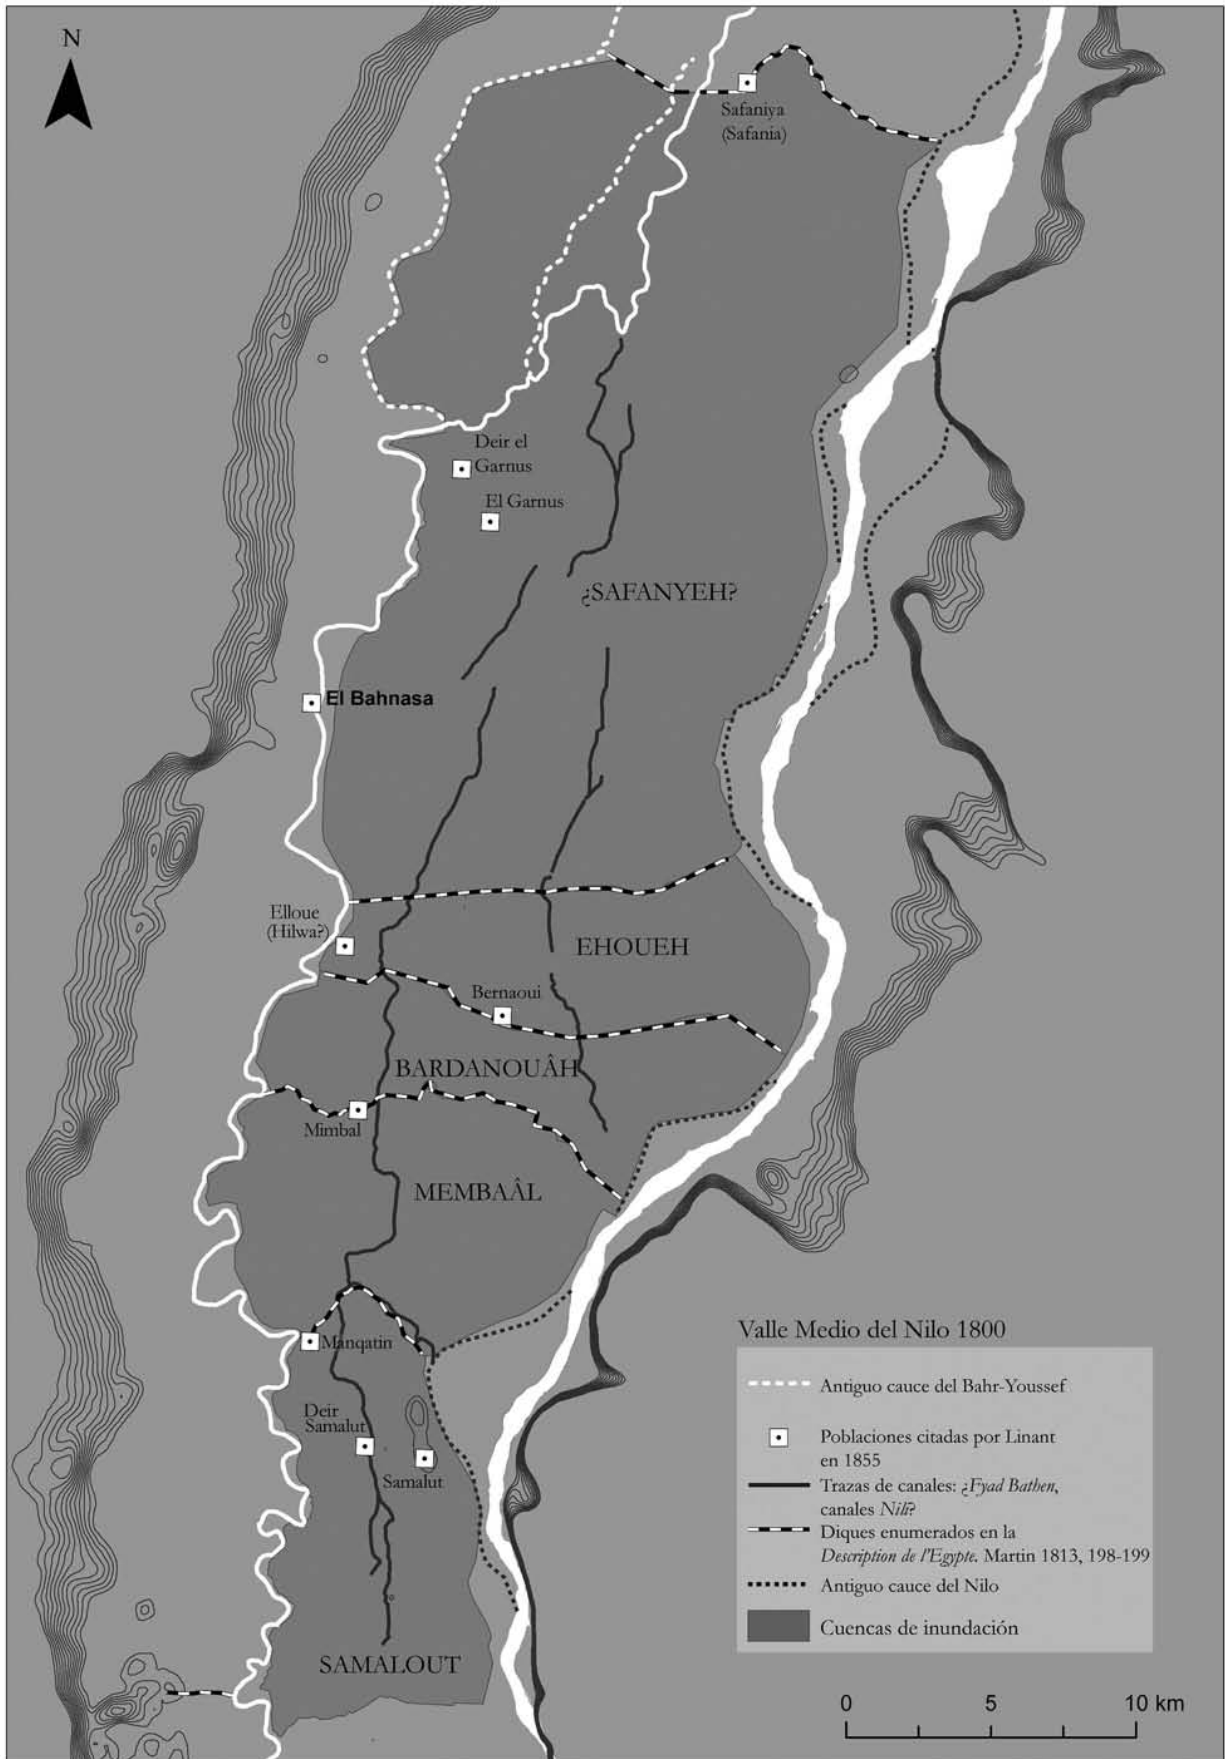 N
Safaniya
(Safania)
Deir el
Garnus
El Garnus
¿SAFANYEH?
El Bahnasa
Elloue
(Hilwa?)
EHOUEH
Bernaoui
BARDANOUÂH
Mimbal
MEMBAÂL
Manqatin
Deir
Samalut
Samalut
SAMALOUT
Valle Medio del Nilo 1800
Antiguo cauce del Bahr-Youssef
Poblaciones citadas por Linant
en 1855
Trazas de canales: ¿Fyad Bathen,
canales Nili?
Diques enumerados en la
Description de l'Egypte. Martin 1813, 198-199
Antiguo cauce del Nilo
Cuencas de inundación
0 5 10 km